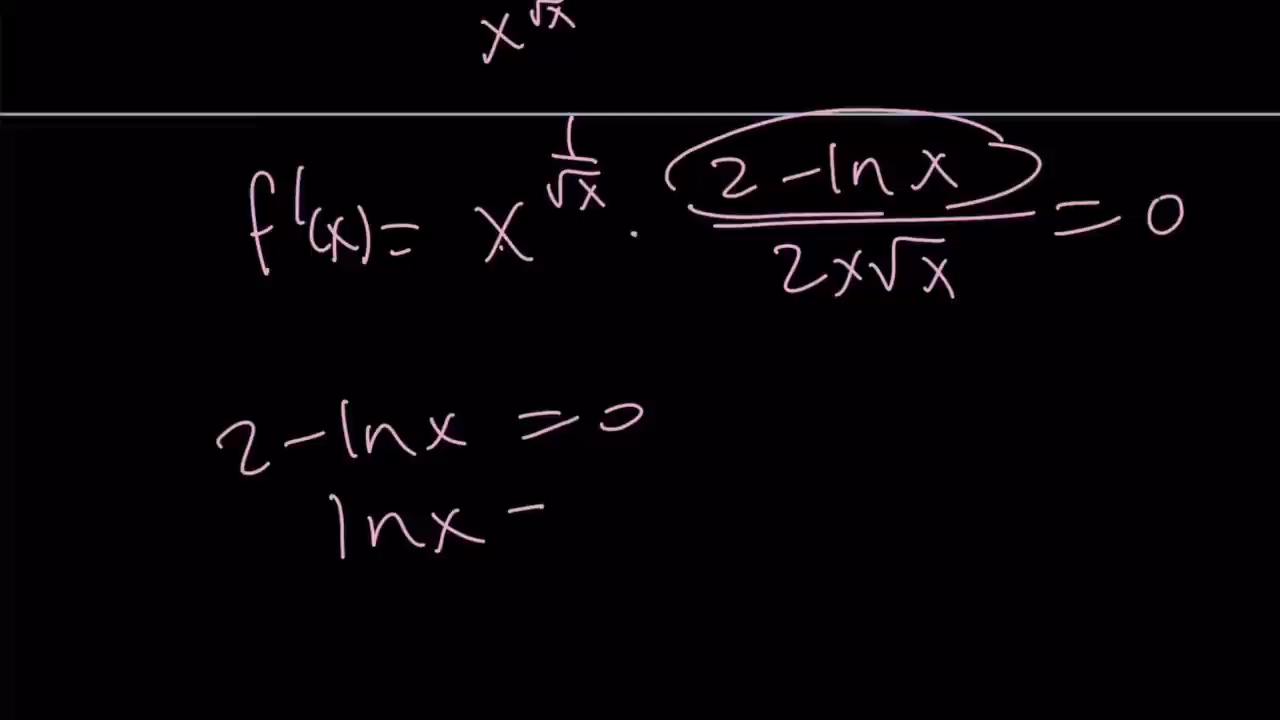 x^√x
f'(x) = x^(1/√x) · (2 - ln x)/(2x√x) = 0
2 - ln x = 0
ln x -